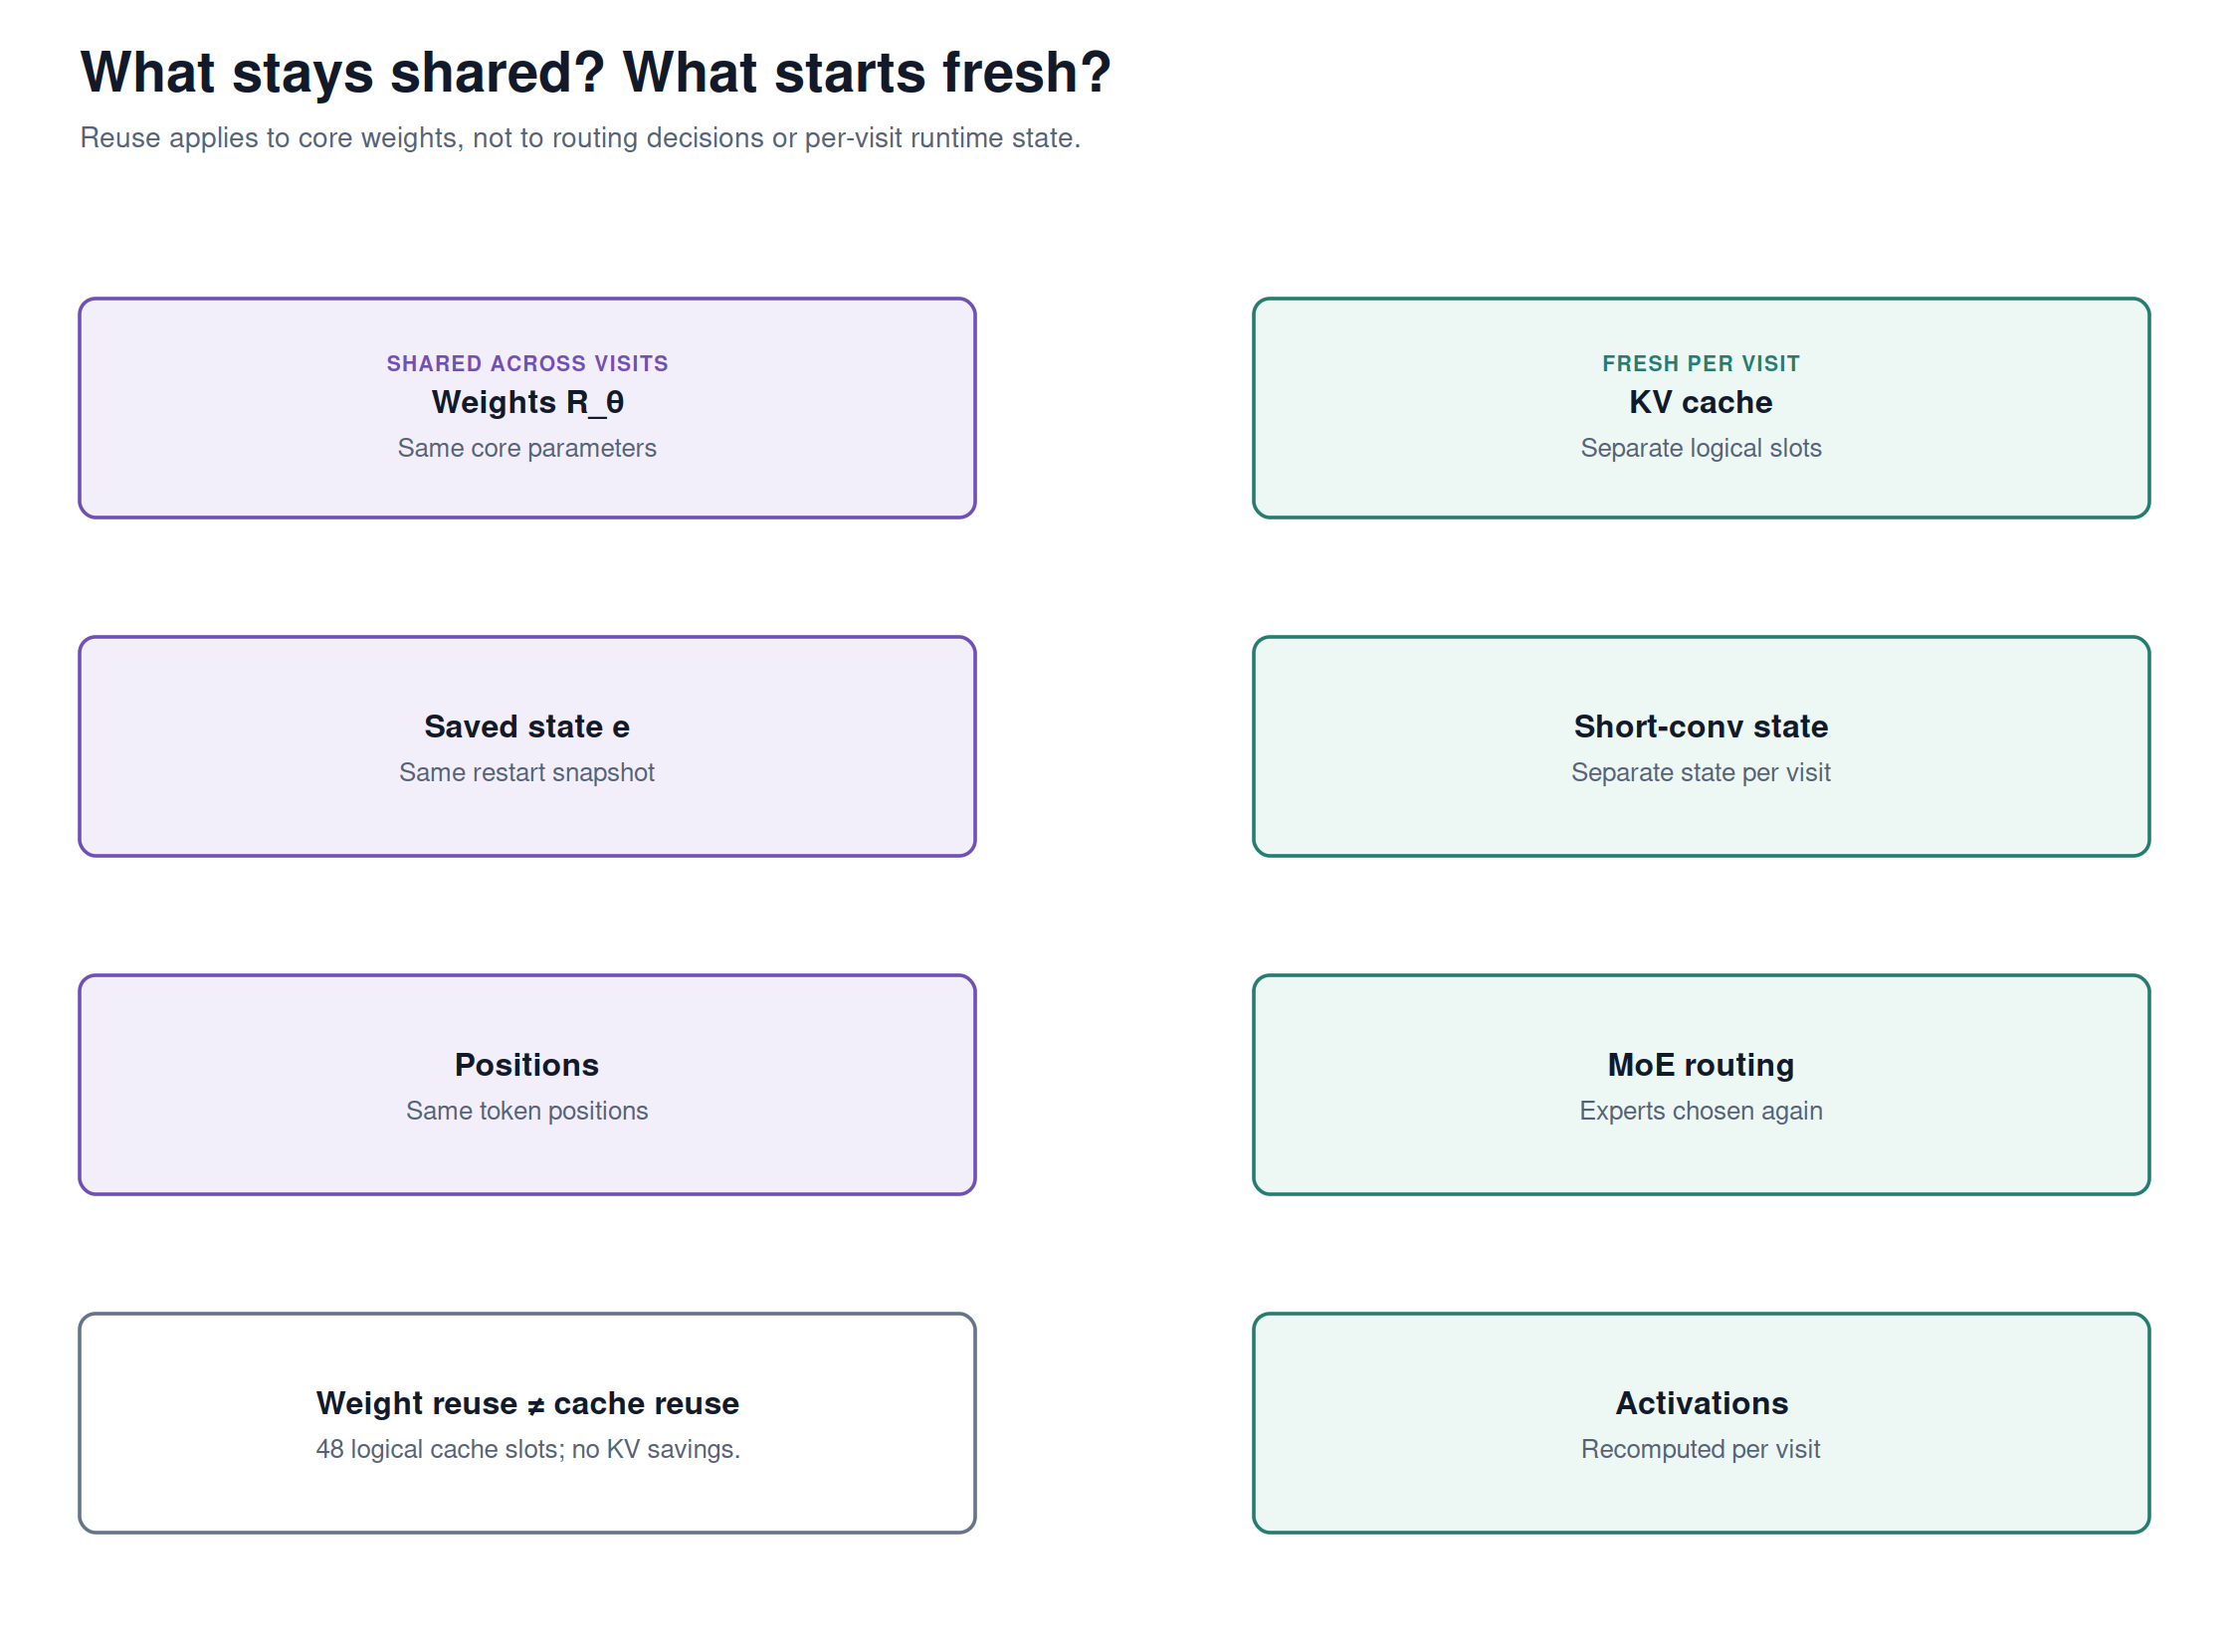 What stays shared? What starts fresh?
Reuse applies to core weights, not to routing decisions or per-visit runtime state.
SHARED ACROSS VISITS
Weights R_θ
Same core parameters
FRESH PER VISIT
KV cache
Separate logical slots
Saved state e
Same restart snapshot
Short-conv state
Separate state per visit
Positions
Same token positions
MoE routing
Experts chosen again
Weight reuse ≠ cache reuse
48 logical cache slots; no KV savings.
Activations
Recomputed per visit